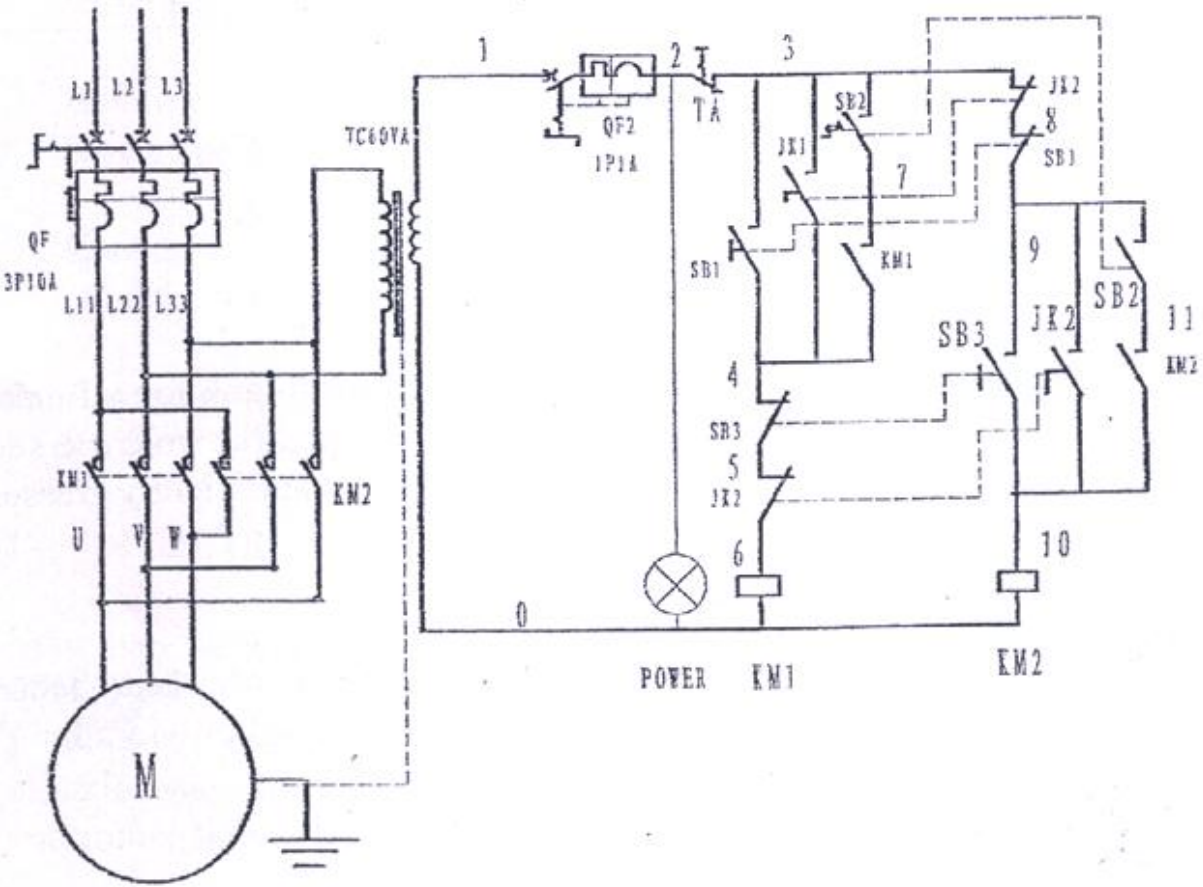 L1 L2 L3
QF
3P10A
L11 L22 L33
KM1
KM2
U V W
M
TC60VA
1
QF2
1P1A
2
TA
3
SB2
JK1
7
SB1
KM1
4
SB3
5
JK2
6
0
POWER
KM1
JK2
8
SB1
9
SB3
JK2
SB2
11
KM2
10
KM2